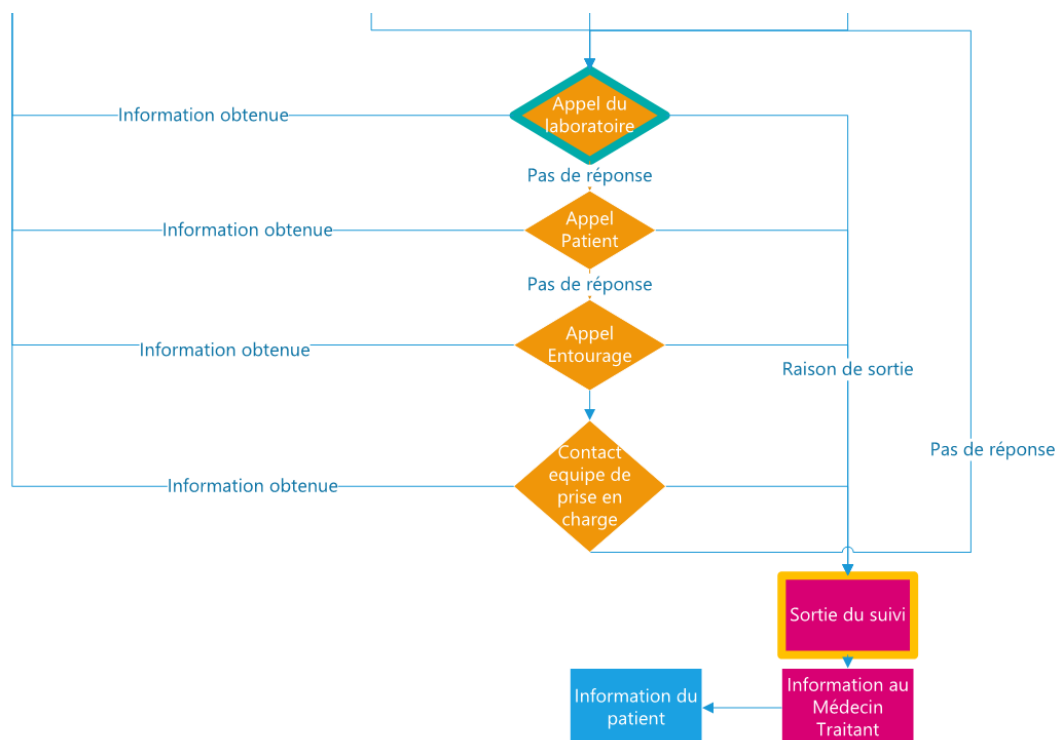 Appel du
laboratoire
Information obtenue
Pas de réponse
Appel
Patient
Information obtenue
Pas de réponse
Appel
Entourage
Information obtenue
Raison de sortie
Pas de réponse
Contact
equipe de
prise en
charge
Information obtenue
Sortie du suivi
Information au
Médecin
Traitant
Information du
patient